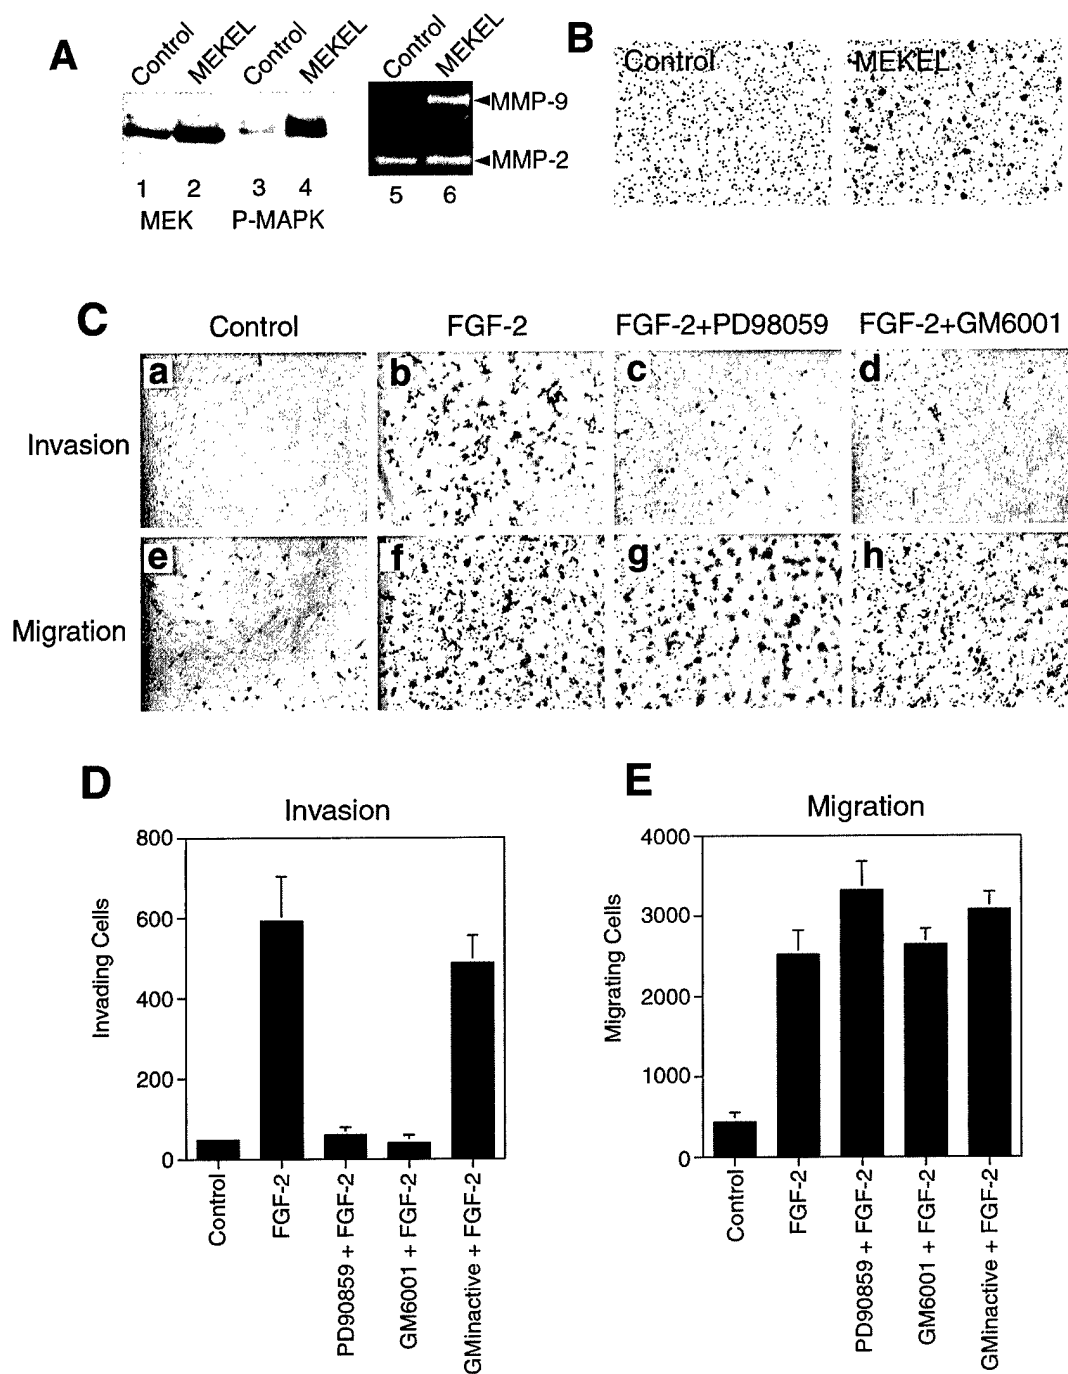 A
Control
MEKEL
Control
MEKEL
Control
MEKEL
MMP-9
MMP-2
1 2 3 4
5 6
MEK P-MAPK
B
Control
MEKEL
C
Control
FGF-2
FGF-2+PD98059
FGF-2+GM6001
Invasion
a b c d
Migration
e f g h
D
Invasion
Invading Cells
800
600
400
200
0
Control
FGF-2
PD90859 + FGF-2
GM6001 + FGF-2
GMinactive + FGF-2
E
Migration
Migrating Cells
4000
3000
2000
1000
0
Control
FGF-2
PD90859 + FGF-2
GM6001 + FGF-2
GMinactive + FGF-2